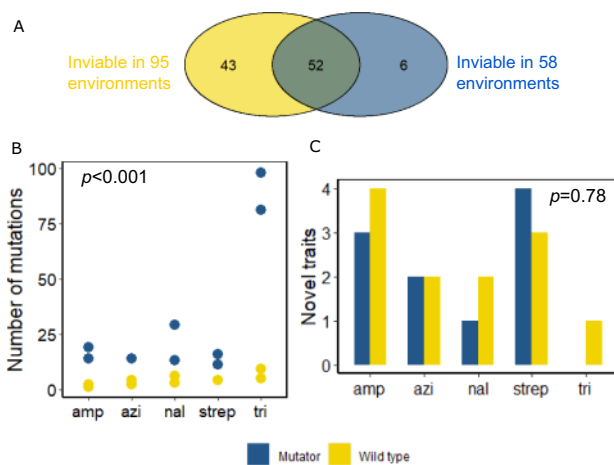 A
Inviable in 95
environments
43
52
6
Inviable in 58
environments
B
C
p<0.001
p=0.78
Number of mutations
100
75
50
25
0
amp
azi
nal
strep
tri
Novel traits
4
3
2
1
0
amp
azi
nal
strep
tri
Mutator
Wild type